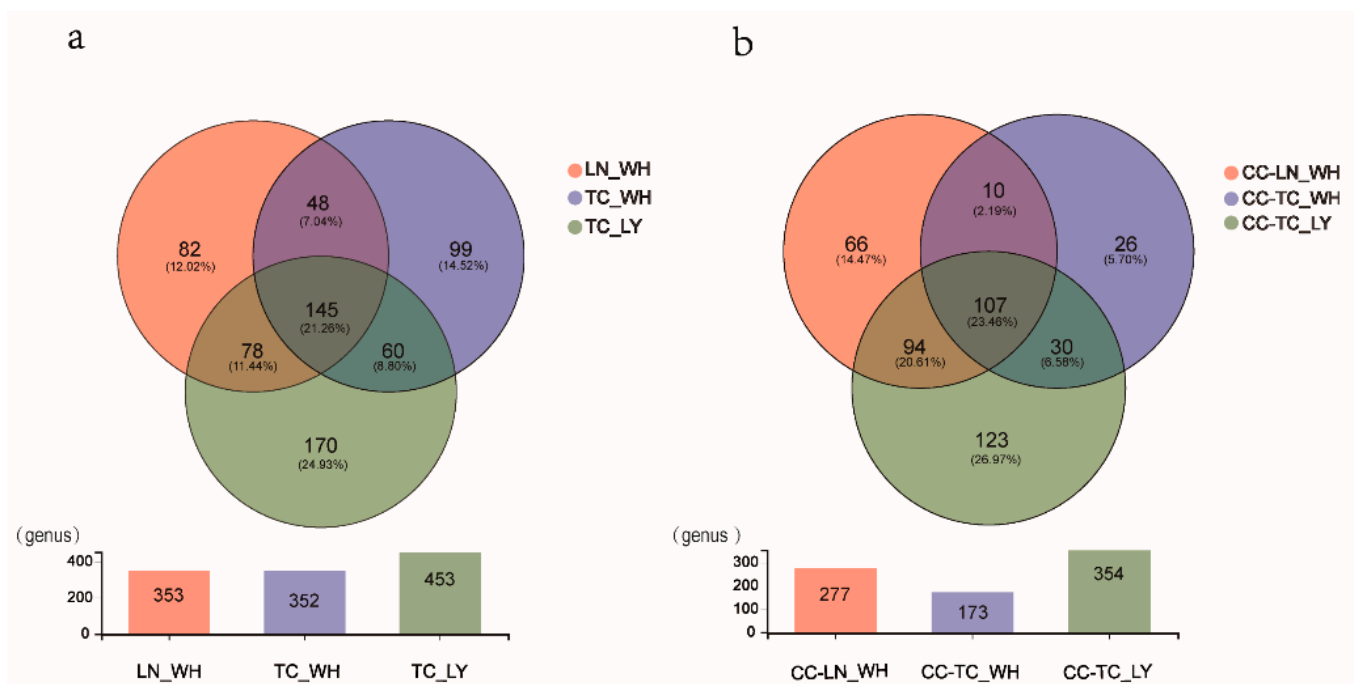 a
LN_WH
TC_WH
TC_LY
48
(7.04%)
82
(12.02%)
99
(14.52%)
145
(21.26%)
78
(11.44%)
60
(8.80%)
170
(24.93%)
(genus)
400
200
0
353
352
453
LN_WH
TC_WH
TC_LY
b
CC-LN_WH
CC-TC_WH
CC-TC_LY
10
(2.19%)
66
(14.47%)
26
(5.70%)
107
(23.46%)
94
(20.61%)
30
(6.58%)
123
(26.97%)
(genus )
300
200
100
0
277
173
354
CC-LN_WH
CC-TC_WH
CC-TC_LY